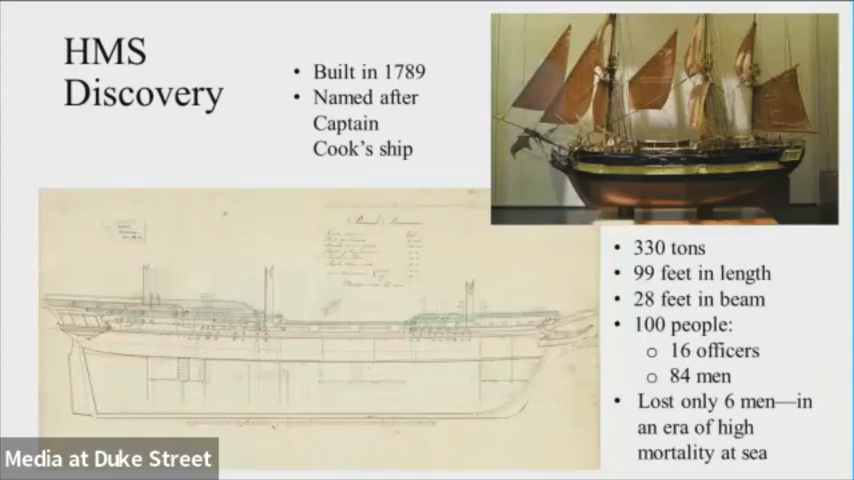 HMS
Discovery
• Built in 1789
• Named after
Captain
Cook's ship
• 330 tons
• 99 feet in length
• 28 feet in beam
• 100 people:
o 16 officers
o 84 men
• Lost only 6 men—in
an era of high
mortality at sea
Media at Duke Street